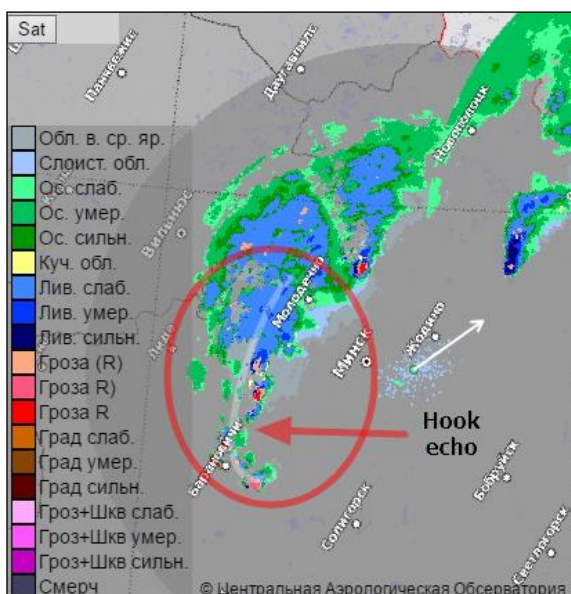 Sat
Паневежис
Даугавпилс
Новополоцк
Обл. в. ср. яр.
Слоист. обл.
Ос. слаб.
Ос. умер.
Ос. сильн.
Куч. обл.
Лив. слаб.
Лив. умер.
Лив. сильн.
Гроза (R)
Гроза R)
Гроза R
Град слаб.
Град умер.
Град сильн.
Гроз+Шкв слаб.
Гроз+Шкв умер.
Гроз+Шкв сильн.
Смерч
Вильнюс
Лида
Молодечно
Минск
Жодино
Hook
echo
Барановичи
Солигорск
Бобруйск
Светлогорск
© Центральная Аэрологическая Обсерватория